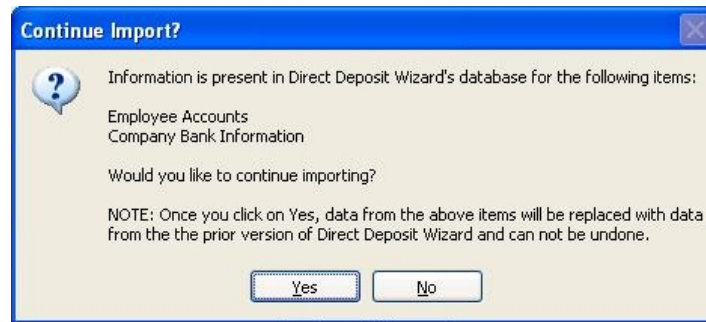 Continue Import?
Information is present in Direct Deposit Wizard's database for the following items:
Employee Accounts
Company Bank Information
Would you like to continue importing?
NOTE: Once you click on Yes, data from the above items will be replaced with data
from the the prior version of Direct Deposit Wizard and can not be undone.
Yes No